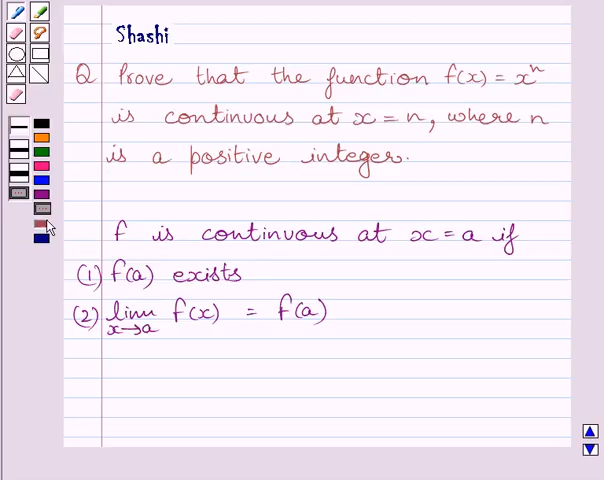 Shashi
Q Prove that the function f(x) = xⁿ
is continuous at x = n, where n
is a positive integer.
f is continuous at x = a if
(1) f(a) exists
(2) lim f(x) = f(a)
x→a